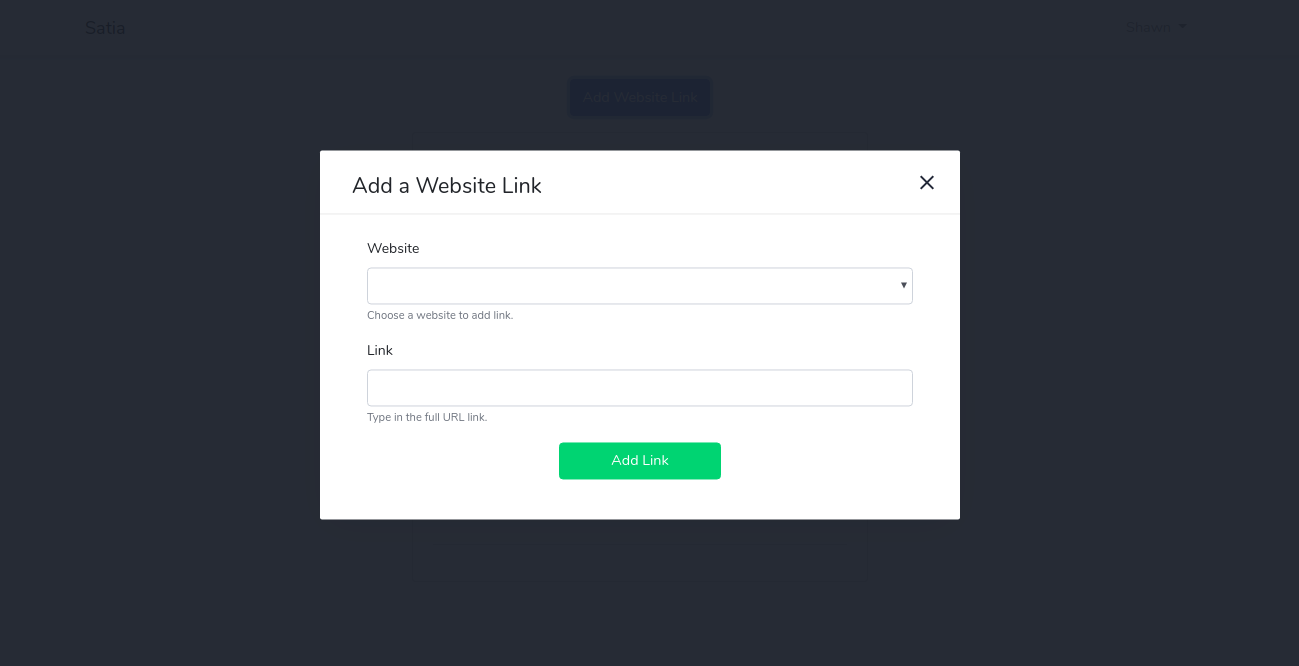 Satia
Shawn
Add Website Link
Add a Website Link
Website
Choose a website to add link.
Link
Type in the full URL link.
Add Link